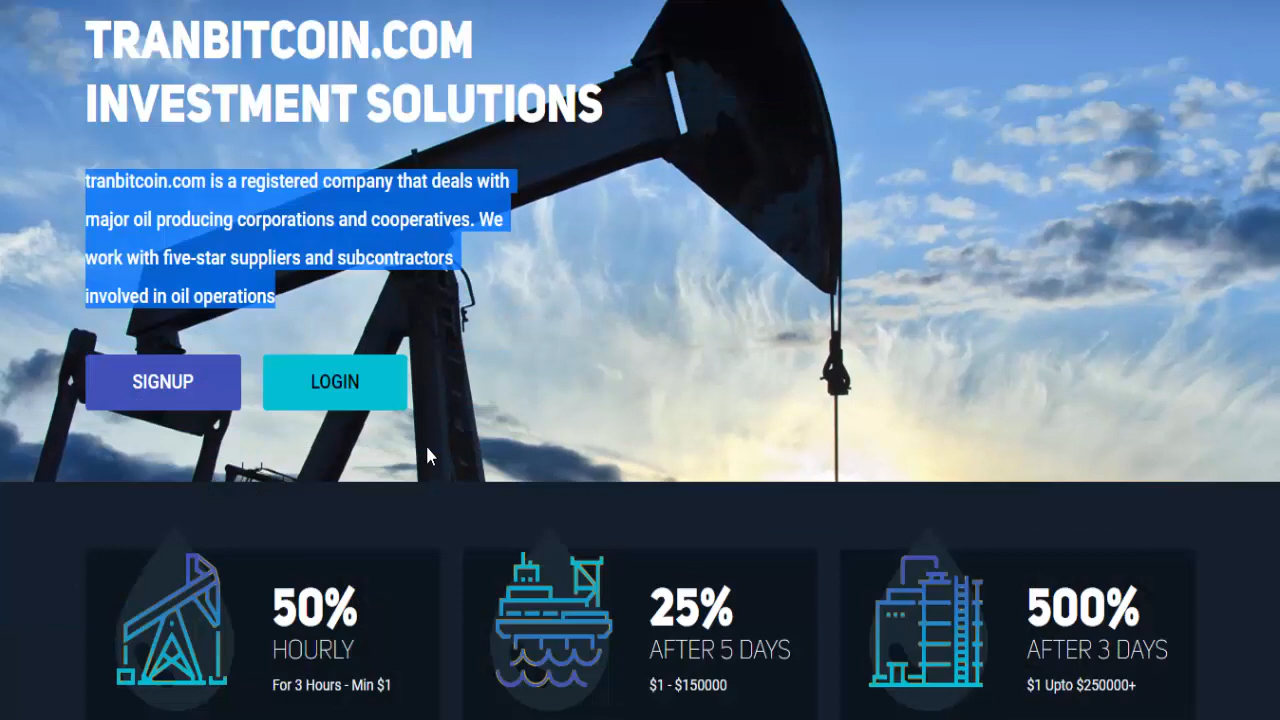 TRANBITCOIN.COM
INVESTMENT SOLUTIONS
tranbitcoin.com is a registered company that deals with
major oil producing corporations and cooperatives. We
work with five-star suppliers and subcontractors
involved in oil operations
SIGNUP
LOGIN
50%
HOURLY
For 3 Hours - Min $1
25%
AFTER 5 DAYS
$1 - $150000
500%
AFTER 3 DAYS
$1 Upto $250000+